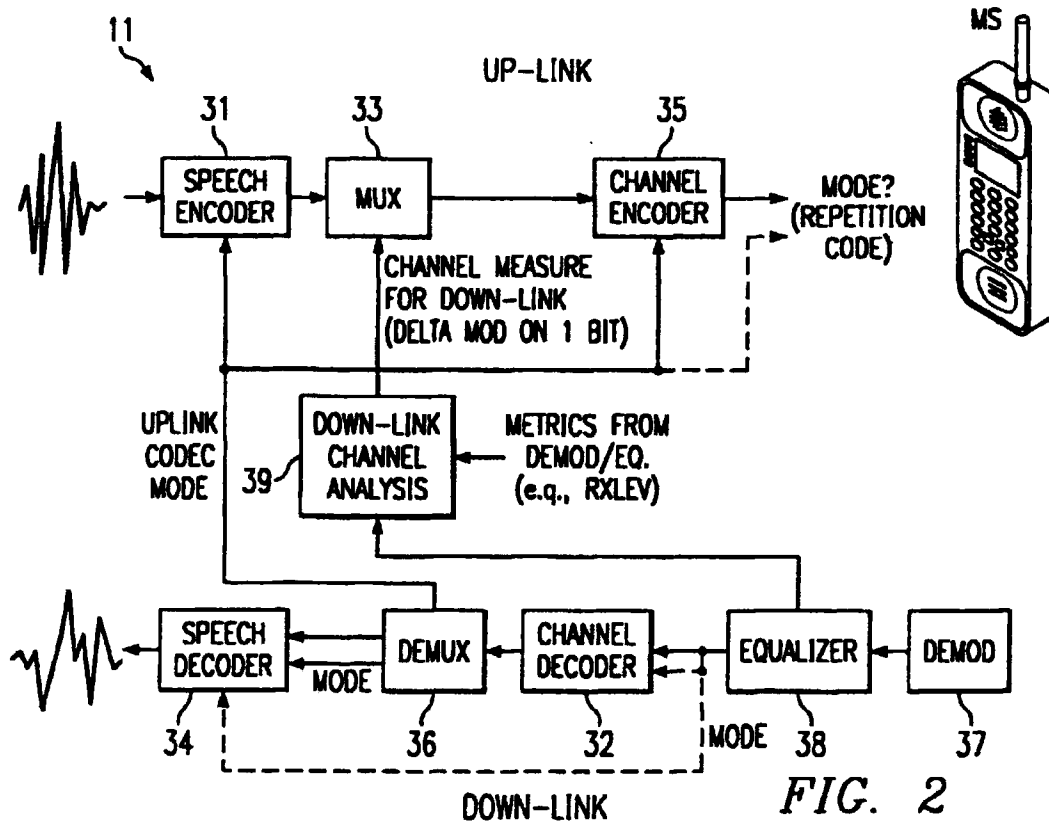 11
MS
UP-LINK
31
33
35
SPEECH
ENCODER
MUX
CHANNEL
ENCODER
MODE?
(REPETITION
CODE)
CHANNEL MEASURE
FOR DOWN-LINK
(DELTA MOD ON 1 BIT)
UPLINK
CODEC
MODE
39
DOWN-LINK
CHANNEL
ANALYSIS
METRICS FROM
DEMOD/EQ.
(e.q., RXLEV)
SPEECH
DECODER
MODE
DEMUX
CHANNEL
DECODER
EQUALIZER
DEMOD
34
36
32
MODE
38
37
DOWN-LINK
FIG. 2